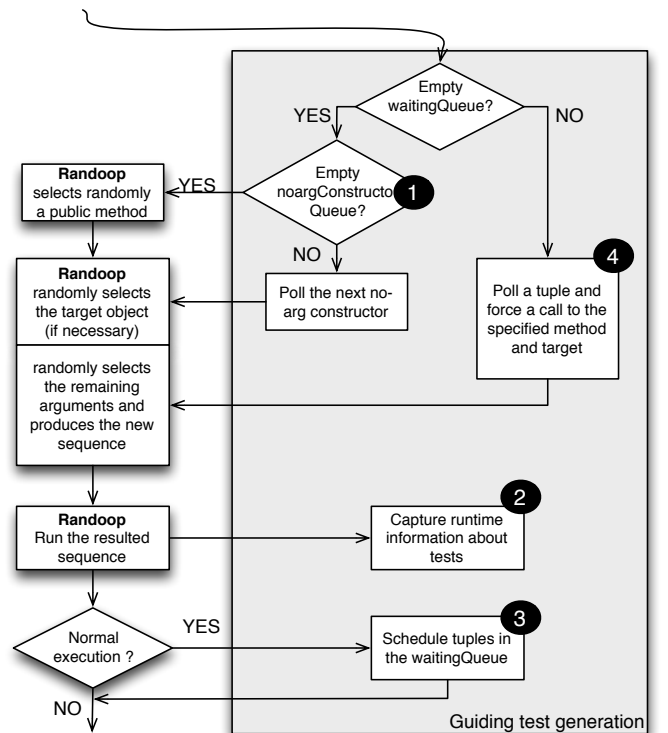 Empty
waitingQueue?
YES
NO
Randoop
selects randomly
a public method
YES
Empty
noargConstructo
Queue?
1
NO
4
Randoop
randomly selects
the target object
(if necessary)
Poll the next no-
arg constructor
Poll a tuple and
force a call to the
specified method
and target
randomly selects
the remaining
arguments and
produces the new
sequence
2
Randoop
Run the resulted
sequence
Capture runtime
information about
tests
3
Normal
execution ?
YES
Schedule tuples in
the waitingQueue
NO
Guiding test generation